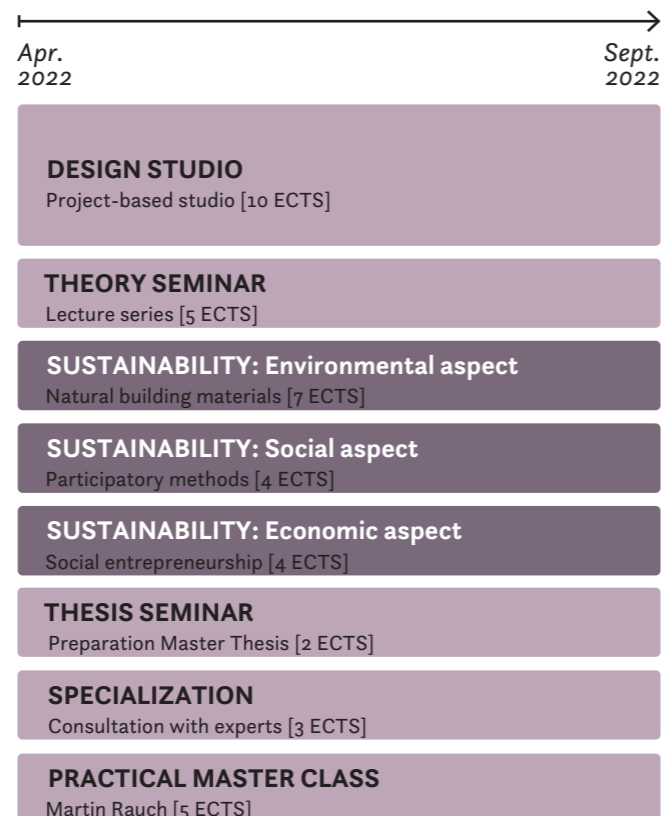 Apr.
2022
Sept.
2022
DESIGN STUDIO
Project-based studio [10 ECTS]
THEORY SEMINAR
Lecture series [5 ECTS]
SUSTAINABILITY: Environmental aspect
Natural building materials [7 ECTS]
SUSTAINABILITY: Social aspect
Participatory methods [4 ECTS]
SUSTAINABILITY: Economic aspect
Social entrepreneurship [4 ECTS]
THESIS SEMINAR
Preparation Master Thesis [2 ECTS]
SPECIALIZATION
Consultation with experts [3 ECTS]
PRACTICAL MASTER CLASS
Martin Rauch [5 ECTS]